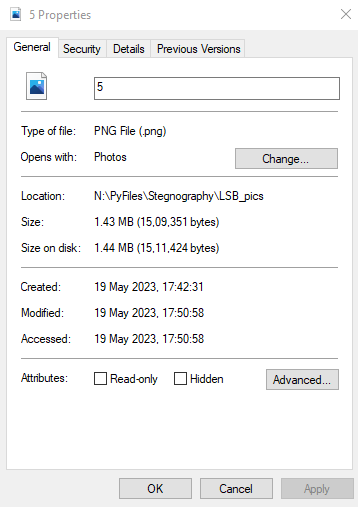 5 Properties
General Security Details Previous Versions
5
Type of file: PNG File (.png)
Opens with: Photos Change...
Location: N:\PyFiles\Stegnography\LSB_pics
Size: 1.43 MB (15,09,351 bytes)
Size on disk: 1.44 MB (15,11,424 bytes)
Created: 19 May 2023, 17:42:31
Modified: 19 May 2023, 17:50:58
Accessed: 19 May 2023, 17:50:58
Attributes: Read-only Hidden Advanced...
OK Cancel Apply